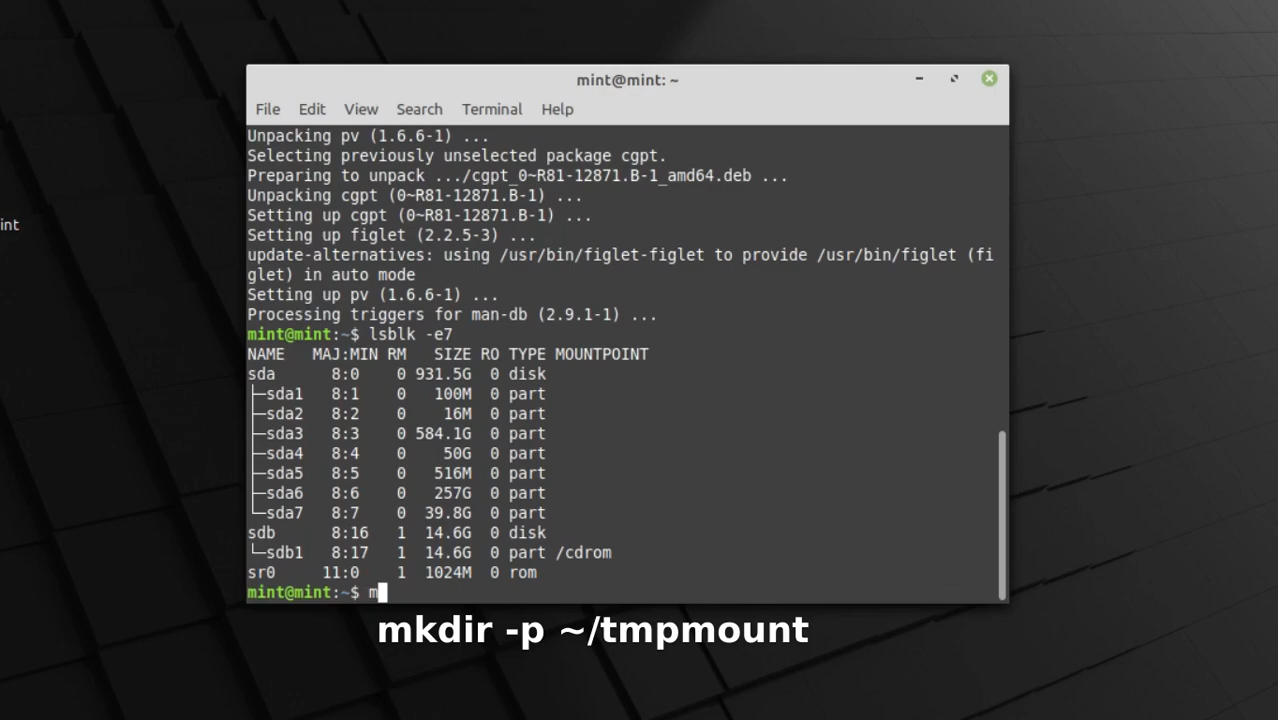 mint@mint: ~
File Edit View Search Terminal Help
Unpacking pv (1.6.6-1) ...
Selecting previously unselected package cgpt.
Preparing to unpack .../cgpt_0~R81-12871.B-1_amd64.deb ...
Unpacking cgpt (0~R81-12871.B-1) ...
Setting up cgpt (0~R81-12871.B-1) ...
int
Setting up figlet (2.2.5-3) ...
update-alternatives: using /usr/bin/figlet-figlet to provide /usr/bin/figlet (fi
glet) in auto mode
Setting up pv (1.6.6-1) ...
Processing triggers for man-db (2.9.1-1) ...
mint@mint:~$ lsblk -e7
NAME   MAJ:MIN RM   SIZE RO TYPE MOUNTPOINT
sda      8:0    0 931.5G  0 disk
├─sda1   8:1    0   100M  0 part
├─sda2   8:2    0    16M  0 part
├─sda3   8:3    0 584.1G  0 part
├─sda4   8:4    0    50G  0 part
├─sda5   8:5    0   516M  0 part
├─sda6   8:6    0   257G  0 part
└─sda7   8:7    0  39.8G  0 part
sdb      8:16   1  14.6G  0 disk
└─sdb1   8:17   1  14.6G  0 part /cdrom
sr0     11:0    1  1024M  0 rom
mint@mint:~$ m
mkdir -p ~/tmpmount